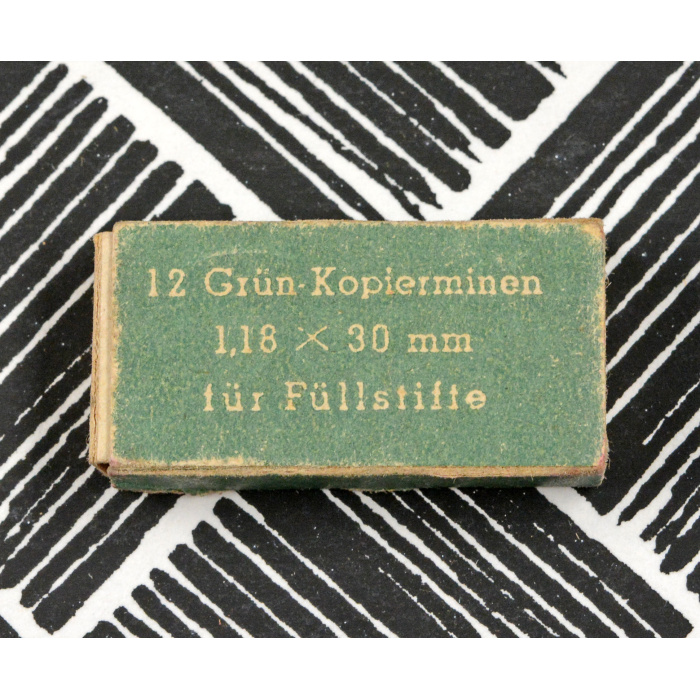 12 Grün-Kopierminen
1,18 × 30 mm
für Füllstifte